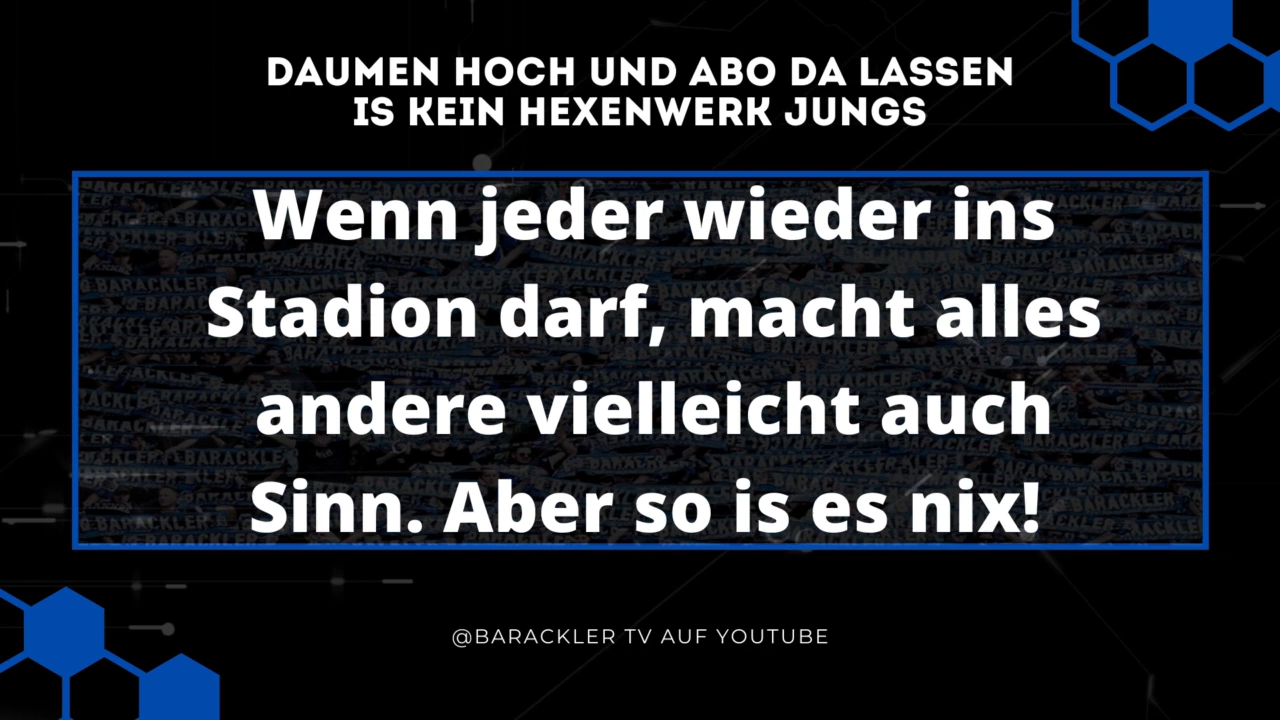 DAUMEN HOCH UND ABO DA LASSEN
IS KEIN HEXENWERK JUNGS
Wenn jeder wieder ins
Stadion darf, macht alles
andere vielleicht auch
Sinn. Aber so is es nix!
@BARACKLER TV AUF YOUTUBE